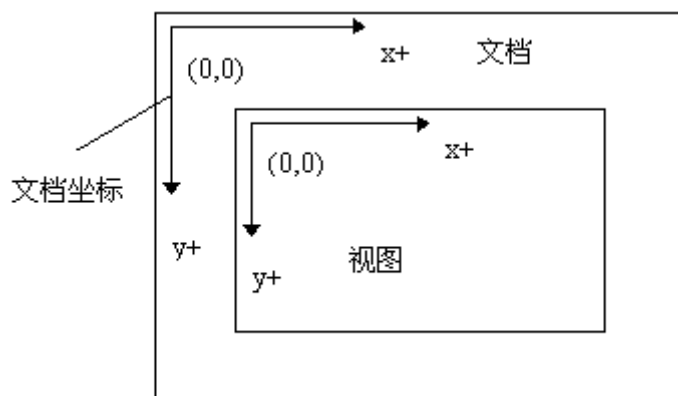 x+ 文档
(0,0)
x+
(0,0)
文档坐标
y+
视图
y+